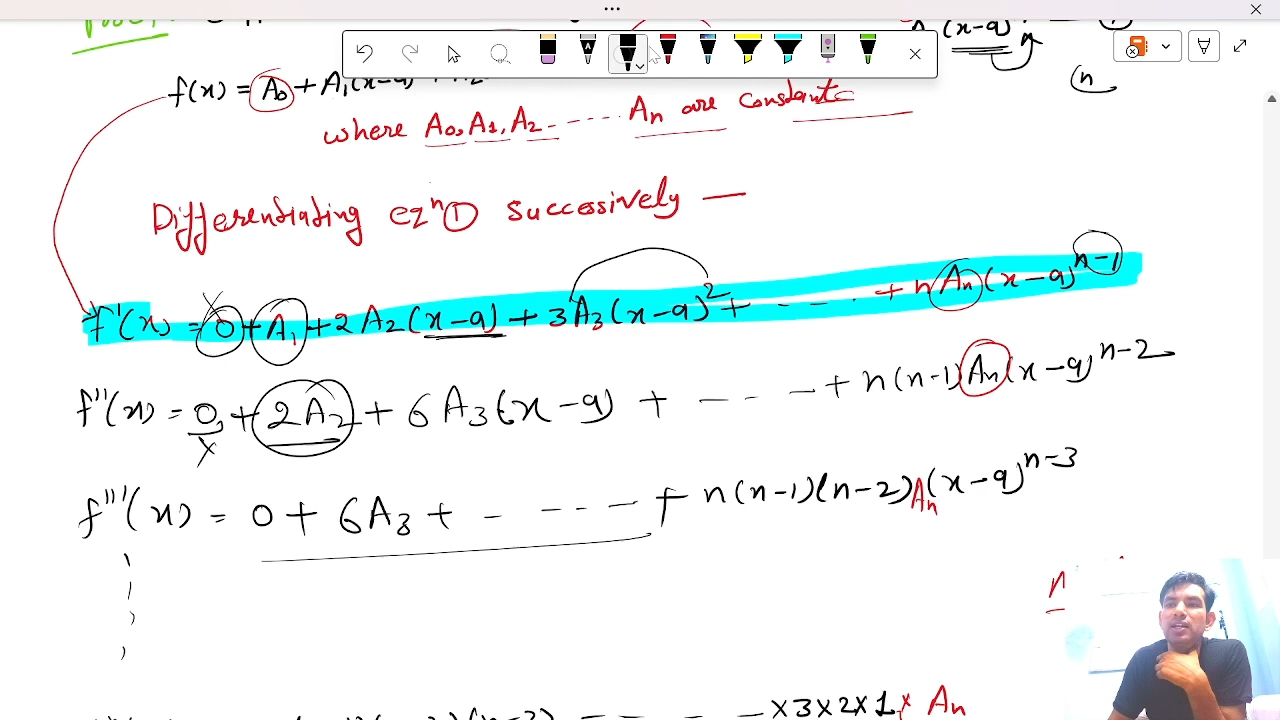 (x-a)
f(x) = A₀ + A₁(x-a)
(n
where A₀, A₁, A₂ ------ Aₙ are constants
Differentiating eqⁿ ① successively —
f'(x) = 0 + A₁ + 2A₂(x-a) + 3A₃(x-a)² + - - - - + nAₙ(x-a)ⁿ⁻¹
f''(x) = 0 + 2A₂ + 6A₃(x-a) + - - - - + n(n-1)Aₙ(x-a)ⁿ⁻²
f'''(x) = 0 + 6A₃ + - - - - - + n(n-1)(n-2)Aₙ(x-a)ⁿ⁻³
×3×2×1× Aₙ